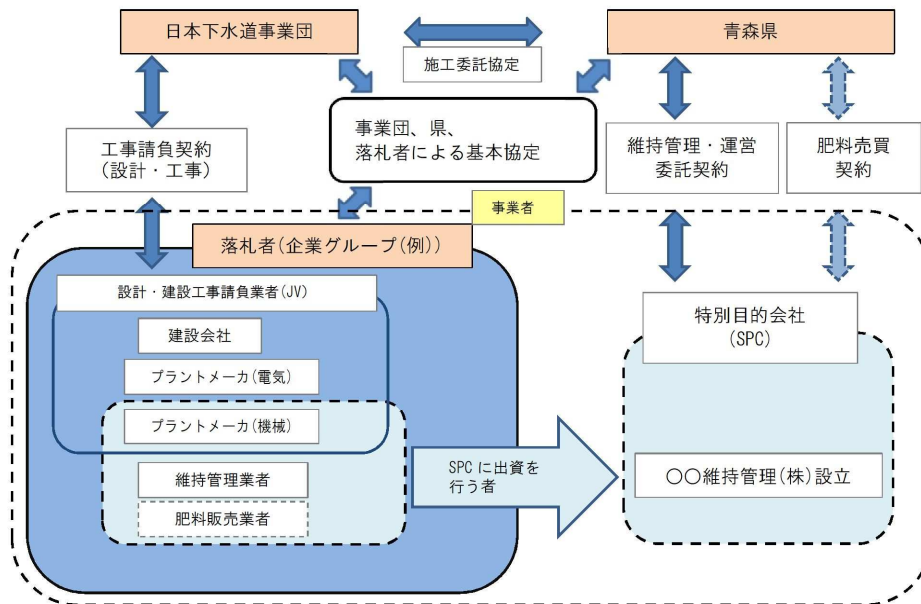 日本下水道事業団
青森県
施工委託協定
事業団、県、
落札者による基本協定
工事請負契約
(設計・工事)
維持管理・運営
委託契約
肥料売買
契約
事業者
落札者(企業グループ(例))
設計・建設工事請負業者(JV)
建設会社
プラントメーカ(電気)
プラントメーカ(機械)
維持管理業者
肥料販売業者
SPCに出資を
行う者
特別目的会社
(SPC)
〇〇維持管理(株)設立